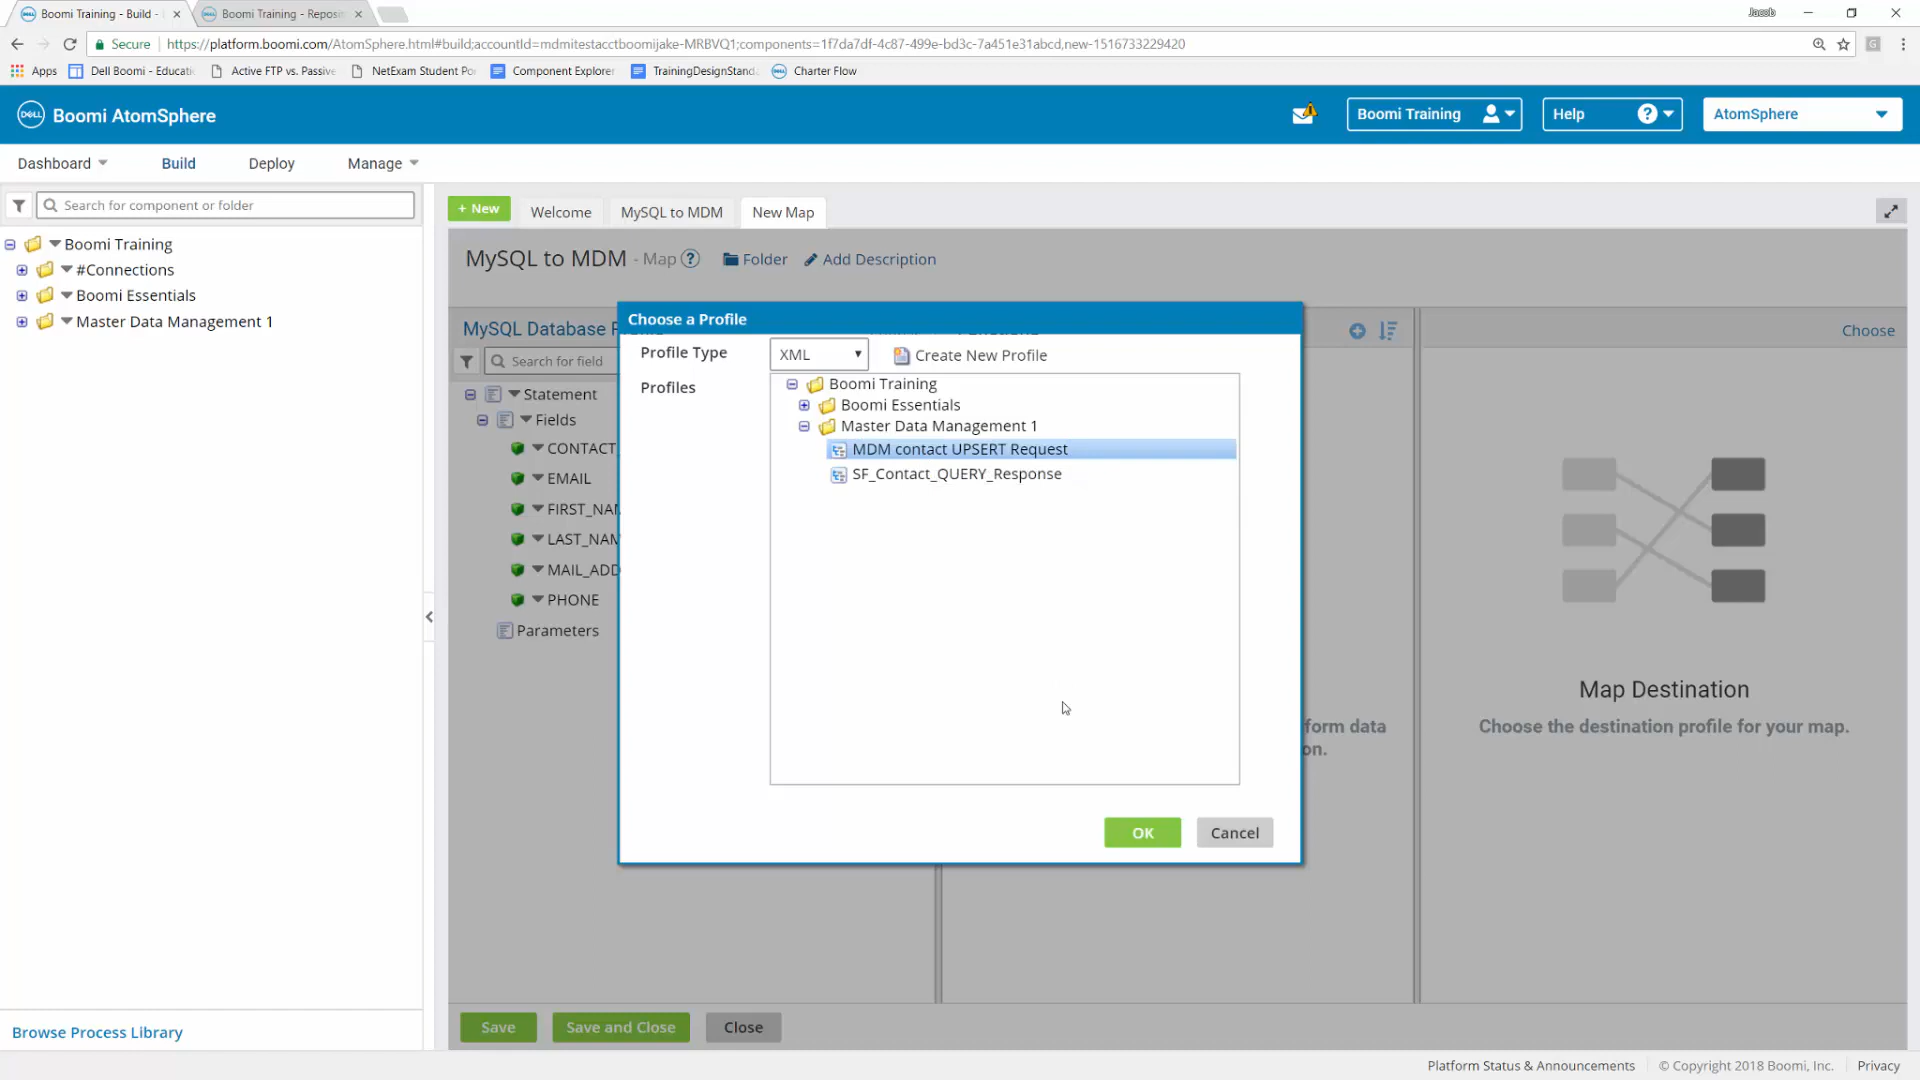 Boomi Training - Build -
Boomi Training - Reposi
Jacob
Secure
https://platform.boomi.com/AtomSphere.html#build;accountId=mdmitestacctboomijake-MRBVQ1;components=1f7da7df-4c87-499e-bd3c-7a451e31abcd,new-1516733229420
Apps
Dell Boomi - Educati
Active FTP vs. Passive
NetExam Student Po
Component Explorer
TrainingDesignStand
Charter Flow
DELL
Boomi AtomSphere
Boomi Training
Help
AtomSphere
Dashboard
Build
Deploy
Manage
Search for component or folder
Boomi Training
#Connections
Boomi Essentials
Master Data Management 1
+ New
Welcome
MySQL to MDM
New Map
MySQL to MDM - Map
Folder
Add Description
MySQL Database
Choose
Search for field
Statement
Fields
CONTACT
EMAIL
FIRST_NAM
LAST_NAM
MAIL_ADD
PHONE
Parameters
Choose a Profile
Profile Type
XML
Create New Profile
Profiles
Boomi Training
Boomi Essentials
Master Data Management 1
MDM contact UPSERT Request
SF_Contact_QUERY_Response
OK
Cancel
form data
on.
Map Destination
Choose the destination profile for your map.
Save
Save and Close
Close
Browse Process Library
Platform Status & Announcements
© Copyright 2018 Boomi, Inc.
Privacy